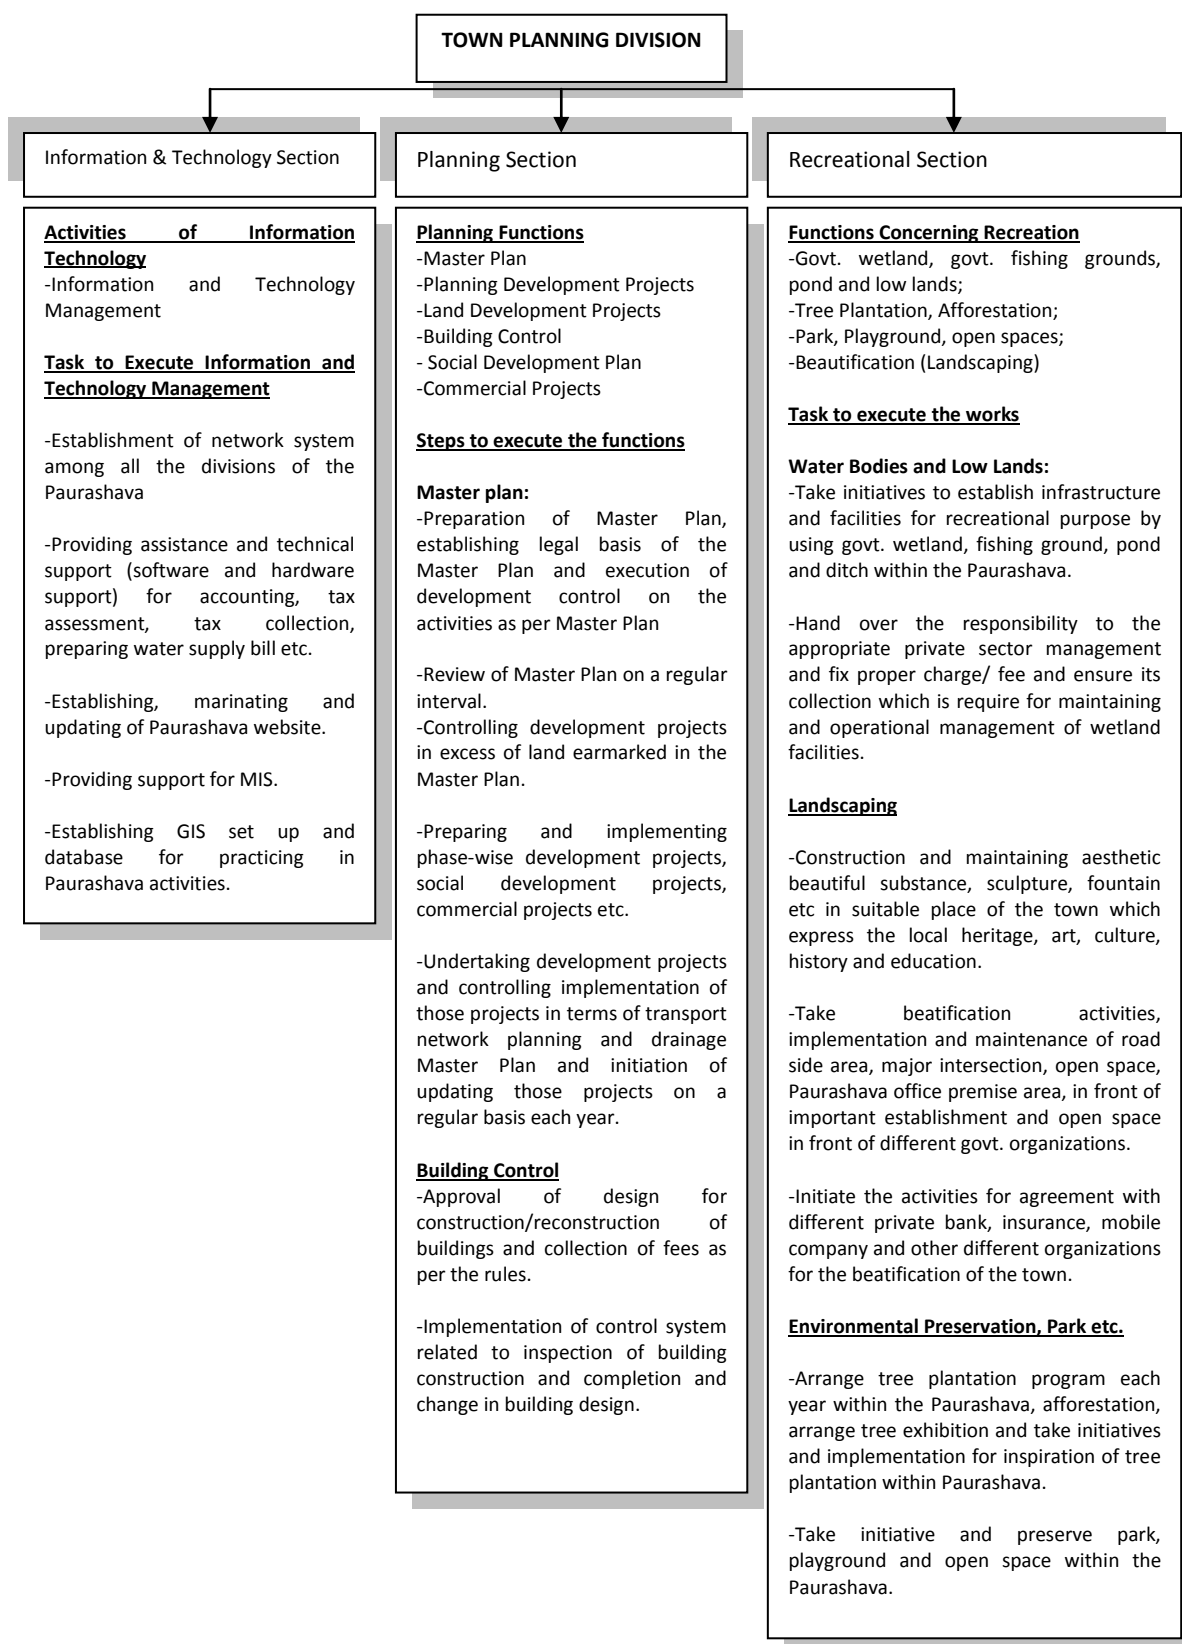 TOWN PLANNING DIVISION
Information & Technology Section
Activities of Information
Technology
-Information and Technology
Management
Task to Execute Information and
Technology Management
-Establishment of network system
among all the divisions of the
Paurashava
-Providing assistance and technical
support (software and hardware
support) for accounting, tax
assessment, tax collection,
preparing water supply bill etc.
-Establishing, marinating and
updating of Paurashava website.
-Providing support for MIS.
-Establishing GIS set up and
database for practicing in
Paurashava activities.
Planning Section
Planning Functions
-Master Plan
-Planning Development Projects
-Land Development Projects
-Building Control
- Social Development Plan
-Commercial Projects
Steps to execute the functions
Master plan:
-Preparation of Master Plan,
establishing legal basis of the
Master Plan and execution of
development control on the
activities as per Master Plan
-Review of Master Plan on a regular
interval.
-Controlling development projects
in excess of land earmarked in the
Master Plan.
-Preparing and implementing
phase-wise development projects,
social development projects,
commercial projects etc.
-Undertaking development projects
and controlling implementation of
those projects in terms of transport
network planning and drainage
Master Plan and initiation of
updating those projects on a
regular basis each year.
Building Control
-Approval of design for
construction/reconstruction of
buildings and collection of fees as
per the rules.
-Implementation of control system
related to inspection of building
construction and completion and
change in building design.
Recreational Section
Functions Concerning Recreation
-Govt. wetland, govt. fishing grounds,
pond and low lands;
-Tree Plantation, Afforestation;
-Park, Playground, open spaces;
-Beautification (Landscaping)
Task to execute the works
Water Bodies and Low Lands:
-Take initiatives to establish infrastructure
and facilities for recreational purpose by
using govt. wetland, fishing ground, pond
and ditch within the Paurashava.
-Hand over the responsibility to the
appropriate private sector management
and fix proper charge/ fee and ensure its
collection which is require for maintaining
and operational management of wetland
facilities.
Landscaping
-Construction and maintaining aesthetic
beautiful substance, sculpture, fountain
etc in suitable place of the town which
express the local heritage, art, culture,
history and education.
-Take beatification activities,
implementation and maintenance of road
side area, major intersection, open space,
Paurashava office premise area, in front of
important establishment and open space
in front of different govt. organizations.
-Initiate the activities for agreement with
different private bank, insurance, mobile
company and other different organizations
for the beatification of the town.
Environmental Preservation, Park etc.
-Arrange tree plantation program each
year within the Paurashava, afforestation,
arrange tree exhibition and take initiatives
and implementation for inspiration of tree
plantation within Paurashava.
-Take initiative and preserve park,
playground and open space within the
Paurashava.